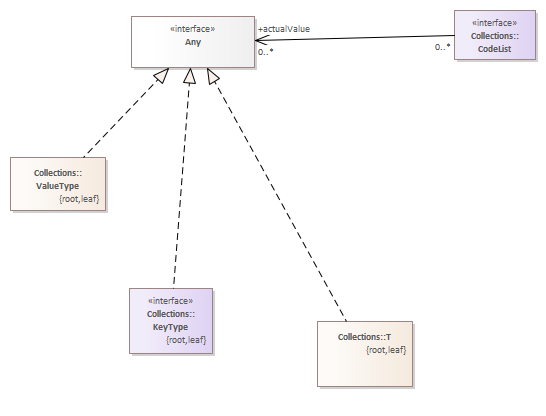 «interface»
Any
+actualValue
0..*
«interface»
Collections::
CodeList
0..*
Collections::
ValueType
{root,leaf}
«interface»
Collections::
KeyType
{root,leaf}
Collections::T
{root,leaf}